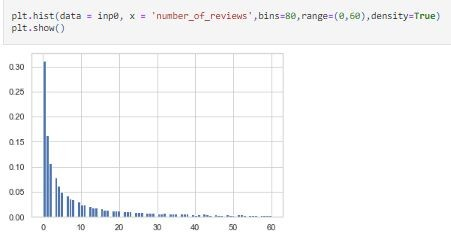 plt.hist(data = inp0, x = 'number_of_reviews',bins=80,range=(0,60),density=True)
plt.show()
0.30
0.25
0.20
0.15
0.10
0.05
0.00
0 10 20 30 40 50 60